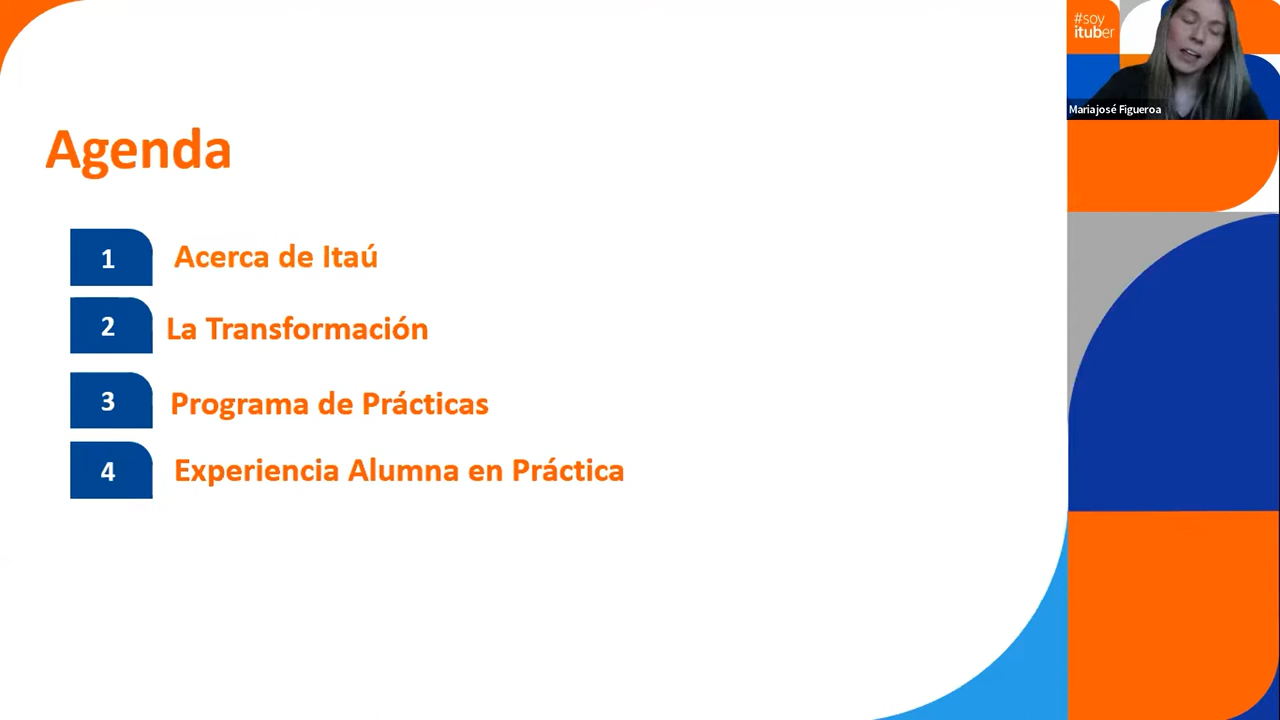 #soy
ituber
Mariajosé Figueroa
Agenda
1 Acerca de Itaú
2 La Transformación
3 Programa de Prácticas
4 Experiencia Alumna en Práctica